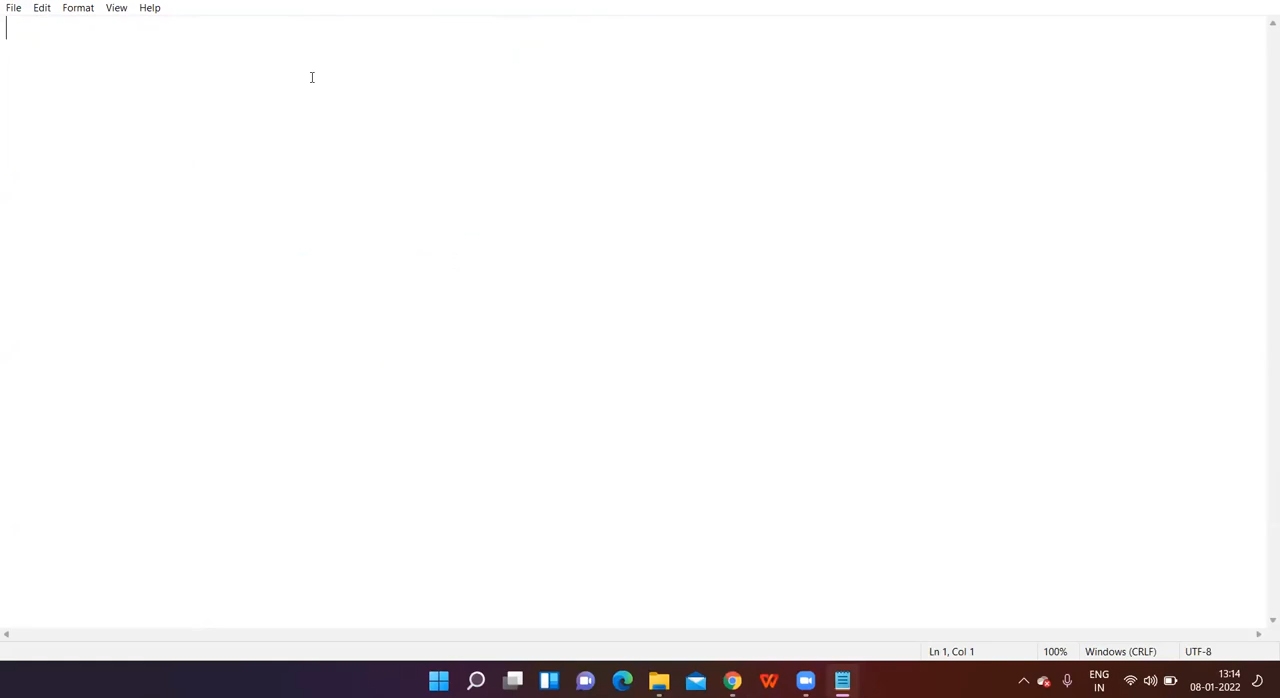 File Edit Format View Help
Ln 1, Col 1 100% Windows (CRLF) UTF-8
ENG 13:14
IN 08-01-2022